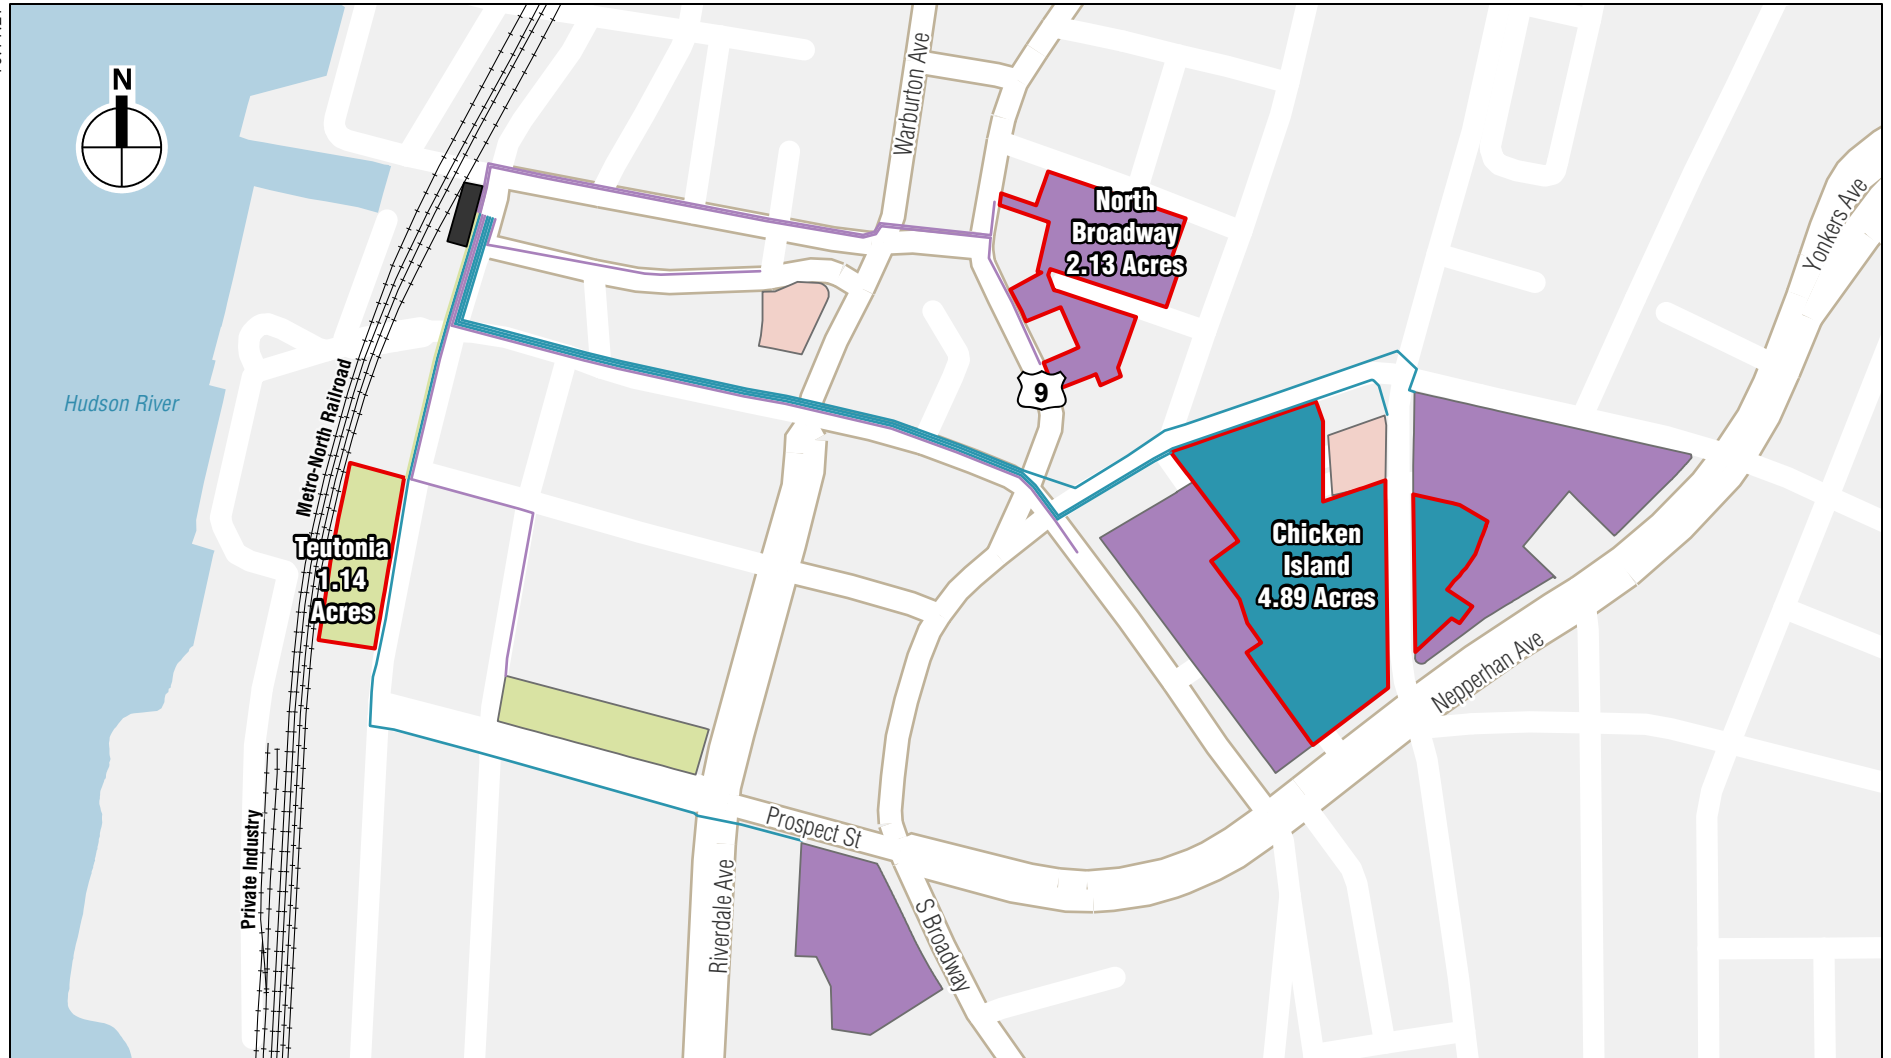 N
Warburton Ave
North
Broadway
2.13 Acres
Yonkers Ave
Hudson River
Metro-North Railroad
9
Teutonia
1.14
Acres
Chicken
Island
4.89 Acres
Nepperhan Ave
Prospect St
Private Industry
Riverdale Ave
S Broadway